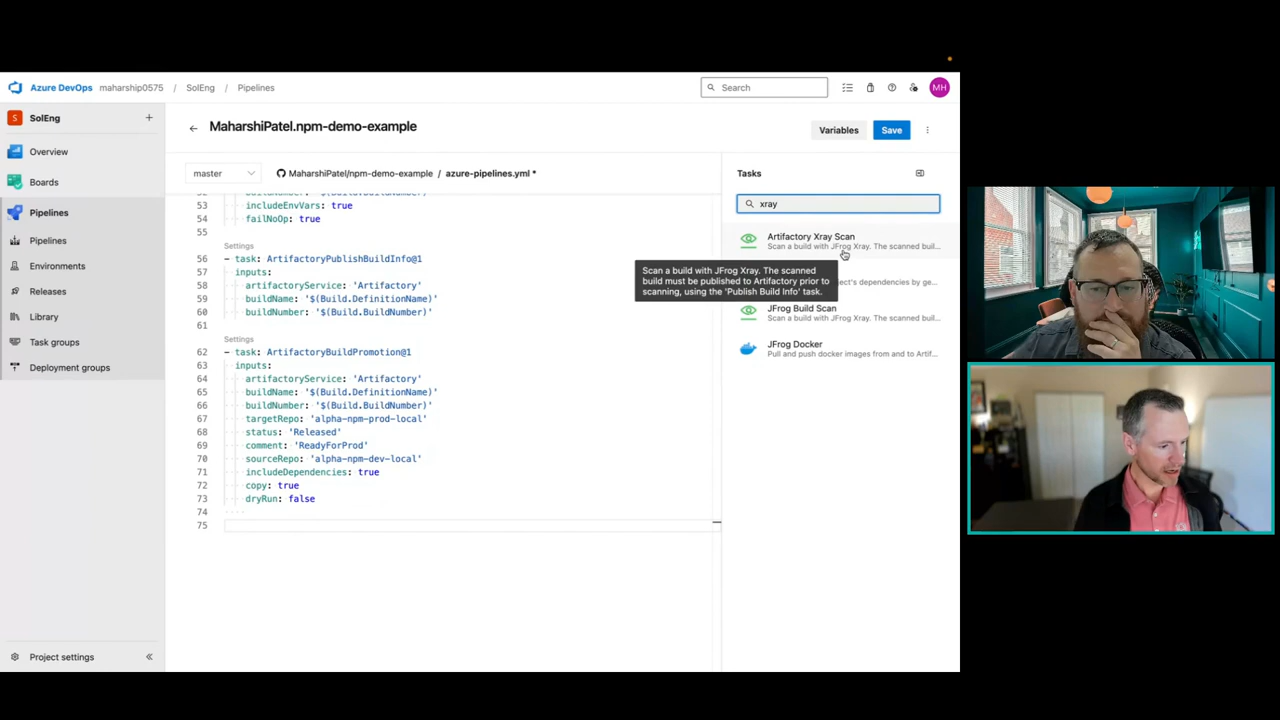 Azure DevOps maharship0575 / SolEng / Pipelines
Search
MH
SolEng
Overview
Boards
Pipelines
Pipelines
Environments
Releases
Library
Task groups
Deployment groups
Project settings
MaharshiPatel.npm-demo-example
Variables
Save
master
MaharshiPatel/npm-demo-example / azure-pipelines.yml *
53 includeEnvVars: true
54 failNoOp: true
55
Settings
56 - task: ArtifactoryPublishBuildInfo@1
57 inputs:
58 artifactoryService: 'Artifactory'
59 buildName: '$(Build.DefinitionName)'
60 buildNumber: '$(Build.BuildNumber)'
61
Settings
62 - task: ArtifactoryBuildPromotion@1
63 inputs:
64 artifactoryService: 'Artifactory'
65 buildName: '$(Build.DefinitionName)'
66 buildNumber: '$(Build.BuildNumber)'
67 targetRepo: 'alpha-npm-prod-local'
68 status: 'Released'
69 comment: 'ReadyForProd'
70 sourceRepo: 'alpha-npm-dev-local'
71 includeDependencies: true
72 copy: true
73 dryRun: false
74
75
Tasks
xray
Artifactory Xray Scan
Scan a build with JFrog Xray. The scanned buil...
Scan a build with JFrog Xray. The scanned
build must be published to Artifactory prior to
scanning, using the 'Publish Build Info' task.
dependencies by ge...
JFrog Build Scan
Scan a build with JFrog Xray. The scanned buil...
JFrog Docker
Pull and push docker images from and to Artif...